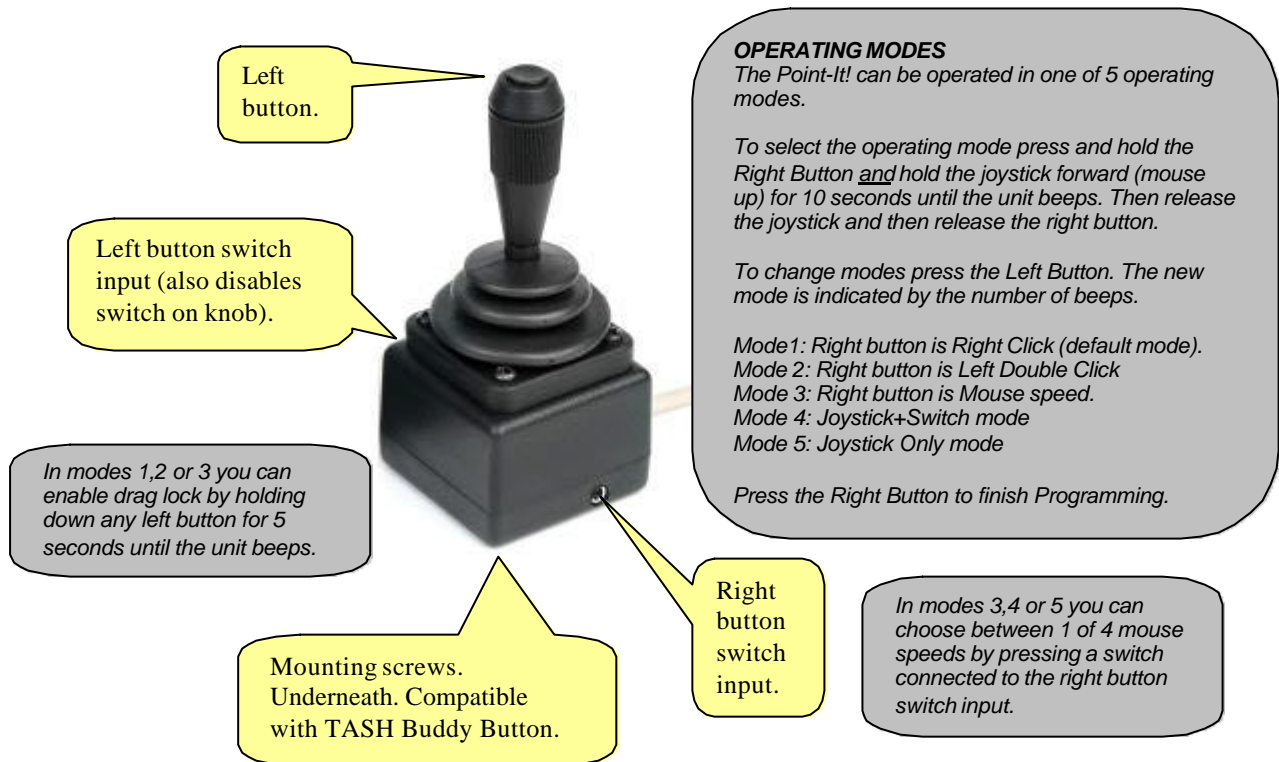 Left
button.
OPERATING MODES
The Point-It! can be operated in one of 5 operating
modes.
To select the operating mode press and hold the
Right Button and hold the joystick forward (mouse
up) for 10 seconds until the unit beeps. Then release
the joystick and then release the right button.
To change modes press the Left Button. The new
mode is indicated by the number of beeps.
Mode1: Right button is Right Click (default mode).
Mode 2: Right button is Left Double Click
Mode 3: Right button is Mouse speed.
Mode 4: Joystick+Switch mode
Mode 5: Joystick Only mode
Press the Right Button to finish Programming.
Left button switch
input (also disables
switch on knob).
In modes 1,2 or 3 you can
enable drag lock by holding
down any left button for 5
seconds until the unit beeps.
Mounting screws.
Underneath. Compatible
with TASH Buddy Button.
Right
button
switch
input.
In modes 3,4 or 5 you can
choose between 1 of 4 mouse
speeds by pressing a switch
connected to the right button
switch input.